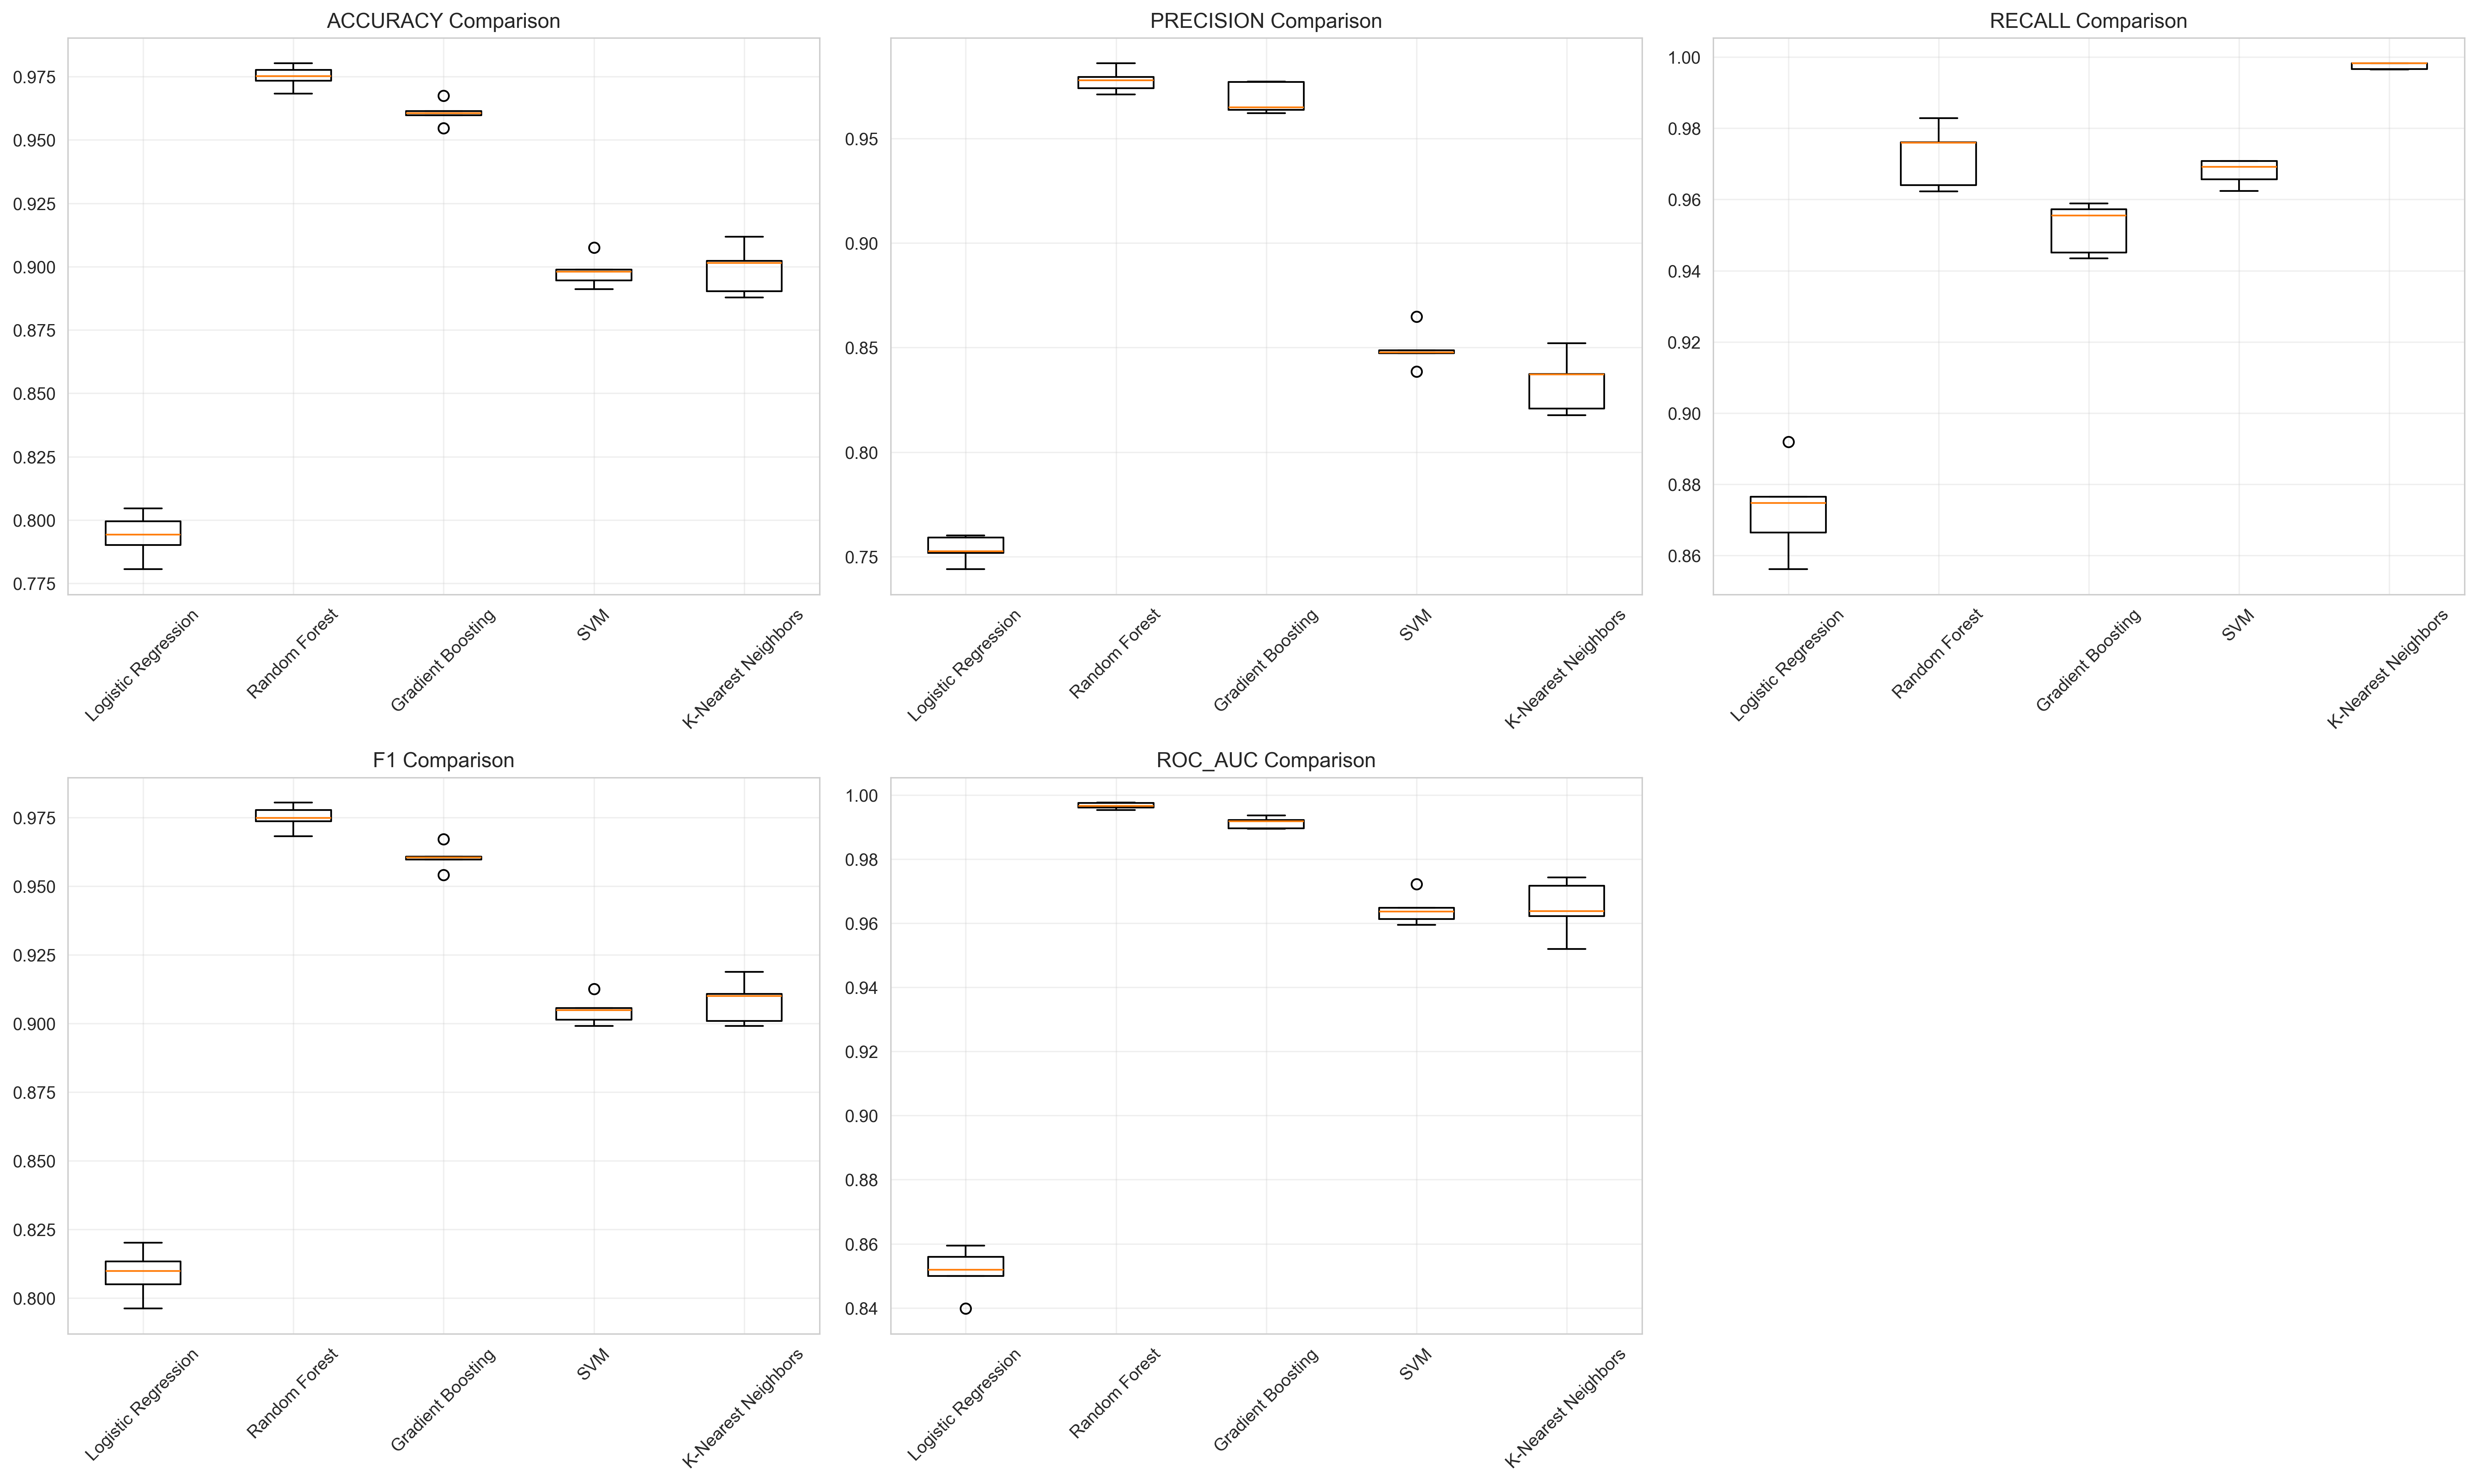 ACCURACY Comparison
0.975
0.950
0.925
0.900
0.875
0.850
0.825
0.800
0.775
Logistic Regression
Random Forest
Gradient Boosting
SVM
K-Nearest Neighbors
PRECISION Comparison
0.95
0.90
0.85
0.80
0.75
Logistic Regression
Random Forest
Gradient Boosting
SVM
K-Nearest Neighbors
RECALL Comparison
1.00
0.98
0.96
0.94
0.92
0.90
0.88
0.86
Logistic Regression
Random Forest
Gradient Boosting
SVM
K-Nearest Neighbors
F1 Comparison
0.975
0.950
0.925
0.900
0.875
0.850
0.825
0.800
Logistic Regression
Random Forest
Gradient Boosting
SVM
K-Nearest Neighbors
ROC_AUC Comparison
1.00
0.98
0.96
0.94
0.92
0.90
0.88
0.86
0.84
Logistic Regression
Random Forest
Gradient Boosting
SVM
K-Nearest Neighbors